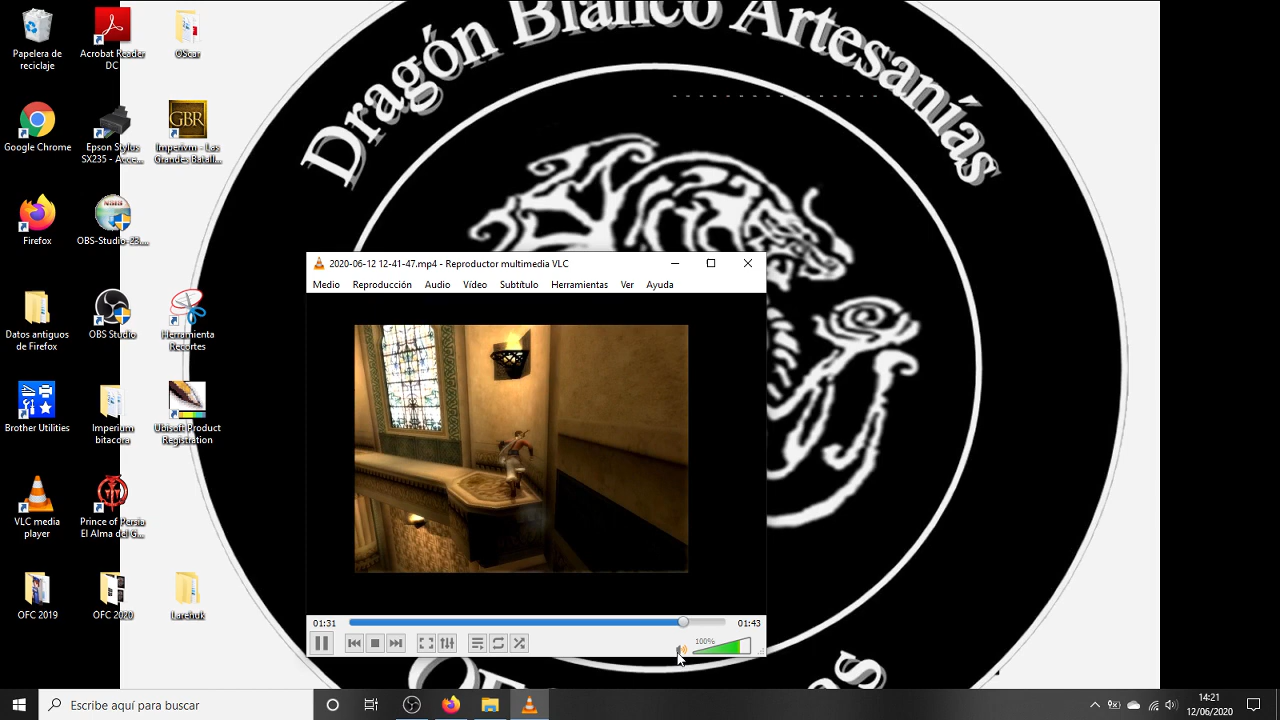 Dragón Blanco Artesanías
Papelera de
reciclaje
Acrobat Reader
DC
OScar
Google Chrome
Epson Stylus
SX235 - Acce...
GBR
Imperivm - Las
Grandes Batall...
Firefox
OBS-Studio-23....
Datos antiguos
de Firefox
OBS Studio
Herramienta
Recortes
Brother Utilities
Imperium
bitacora
Ubisoft Product
Registration
VLC media
player
Prince of Persia
El Alma del G...
OFC 2019
OFC 2020
Larehuk
2020-06-12 12-41-47.mp4 - Reproductor multimedia VLC
Medio Reproducción Audio Vídeo Subtítulo Herramientas Ver Ayuda
01:31
01:43
100%
Escribe aquí para buscar
14:21
12/06/2020